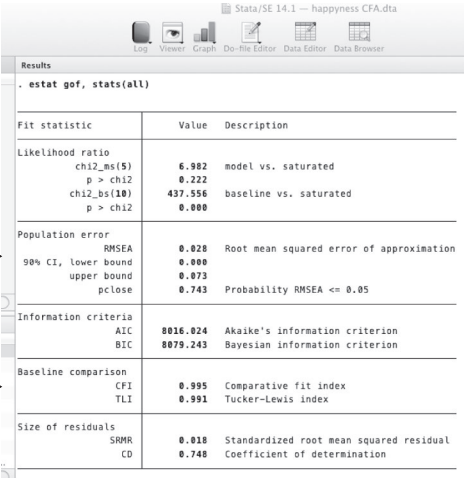 Stata/SE 14.1 — happyness CFA.dta
Log Viewer Graph Do-file Editor Data Editor Data Browser
Results
. estat gof, stats(all)
Fit statistic Value Description
Likelihood ratio
chi2_ms(5) 6.982 model vs. saturated
p > chi2 0.222
chi2_bs(10) 437.556 baseline vs. saturated
p > chi2 0.000
Population error
RMSEA 0.028 Root mean squared error of approximation
90% CI, lower bound 0.000
upper bound 0.073
pclose 0.743 Probability RMSEA <= 0.05
Information criteria
AIC 8016.024 Akaike's information criterion
BIC 8079.243 Bayesian information criterion
Baseline comparison
CFI 0.995 Comparative fit index
TLI 0.991 Tucker-Lewis index
Size of residuals
SRMR 0.018 Standardized root mean squared residual
CD 0.748 Coefficient of determination